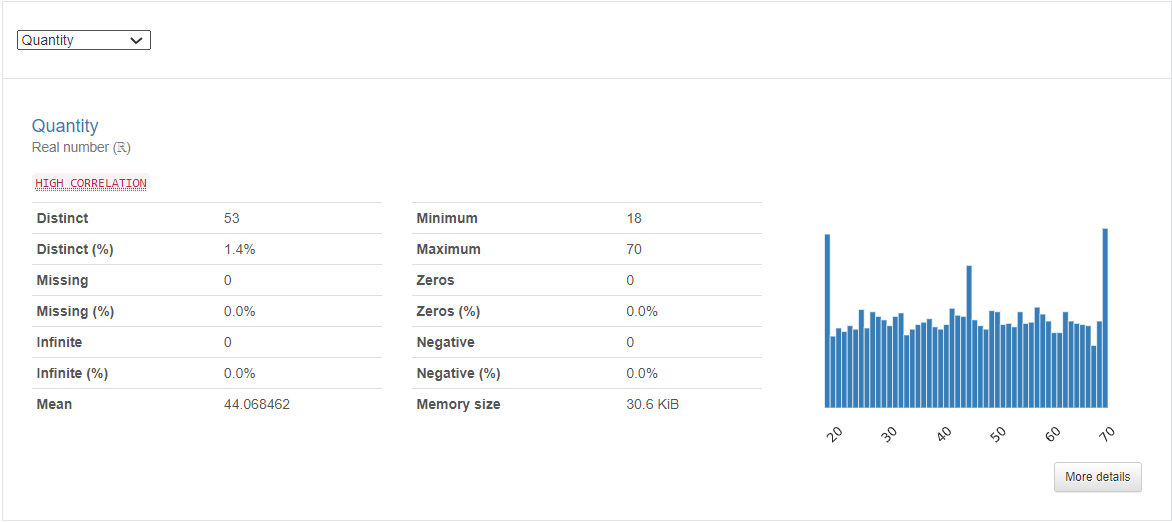 Quantity
Quantity
Real number (ℝ)
HIGH CORRELATION
Distinct 53
Distinct (%) 1.4%
Missing 0
Missing (%) 0.0%
Infinite 0
Infinite (%) 0.0%
Mean 44.068462
Minimum 18
Maximum 70
Zeros 0
Zeros (%) 0.0%
Negative 0
Negative (%) 0.0%
Memory size 30.6 KiB
20 30 40 50 60 70
More details